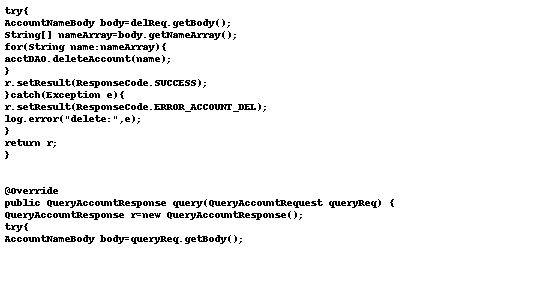 try{
AccountNameBody body=delReq.getBody();
String[] nameArray=body.getNameArray();
for(String name:nameArray){
acctDAO.deleteAccount(name);
}
r.setResult(ResponseCode.SUCCESS);
}catch(Exception e){
r.setResult(ResponseCode.ERROR_ACCOUNT_DEL);
log.error("delete:",e);
}
return r;
}
@Override
public QueryAccountResponse query(QueryAccountRequest queryReq) {
QueryAccountResponse r=new QueryAccountResponse();
try{
AccountNameBody body=queryReq.getBody();